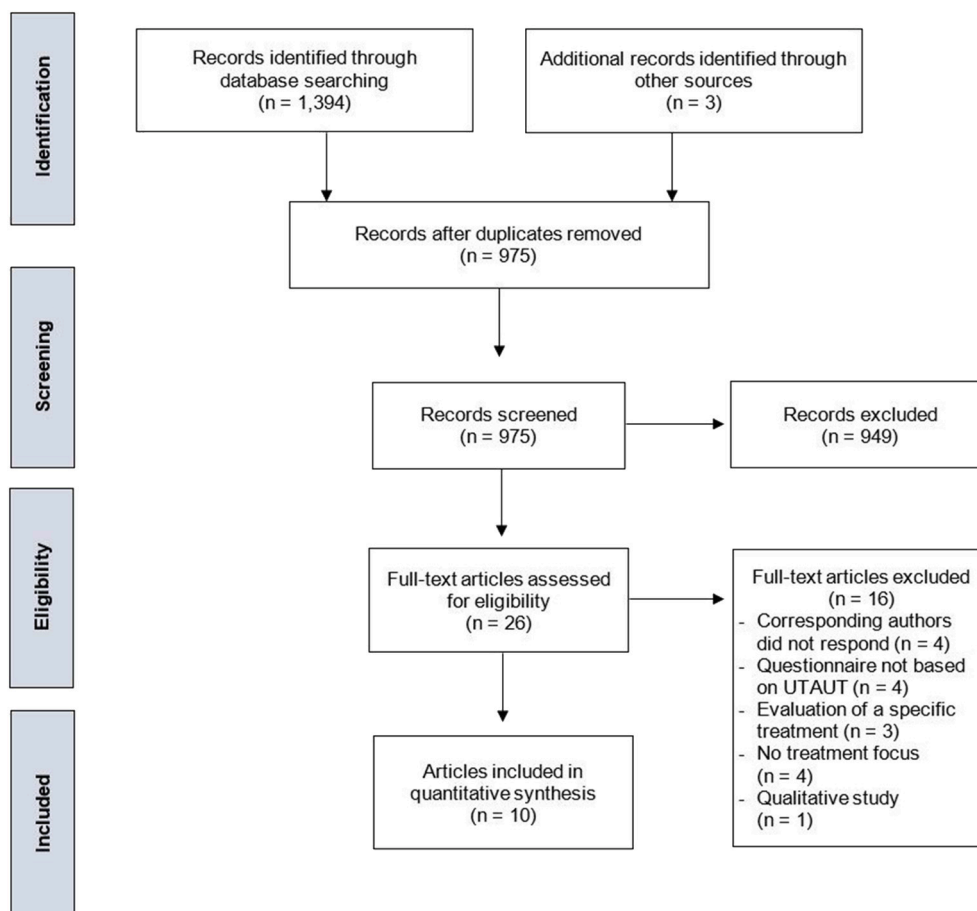 Identification
Records identified through
database searching
(n = 1,394)
Additional records identified through
other sources
(n = 3)
Records after duplicates removed
(n = 975)
Screening
Records screened
(n = 975)
Records excluded
(n = 949)
Eligibility
Full-text articles assessed
for eligibility
(n = 26)
Full-text articles excluded
(n = 16)
- Corresponding authors
did not respond (n = 4)
- Questionnaire not based
on UTAUT (n = 4)
- Evaluation of a specific
treatment (n = 3)
- No treatment focus
(n = 4)
- Qualitative study
(n = 1)
Included
Articles included in
quantitative synthesis
(n = 10)